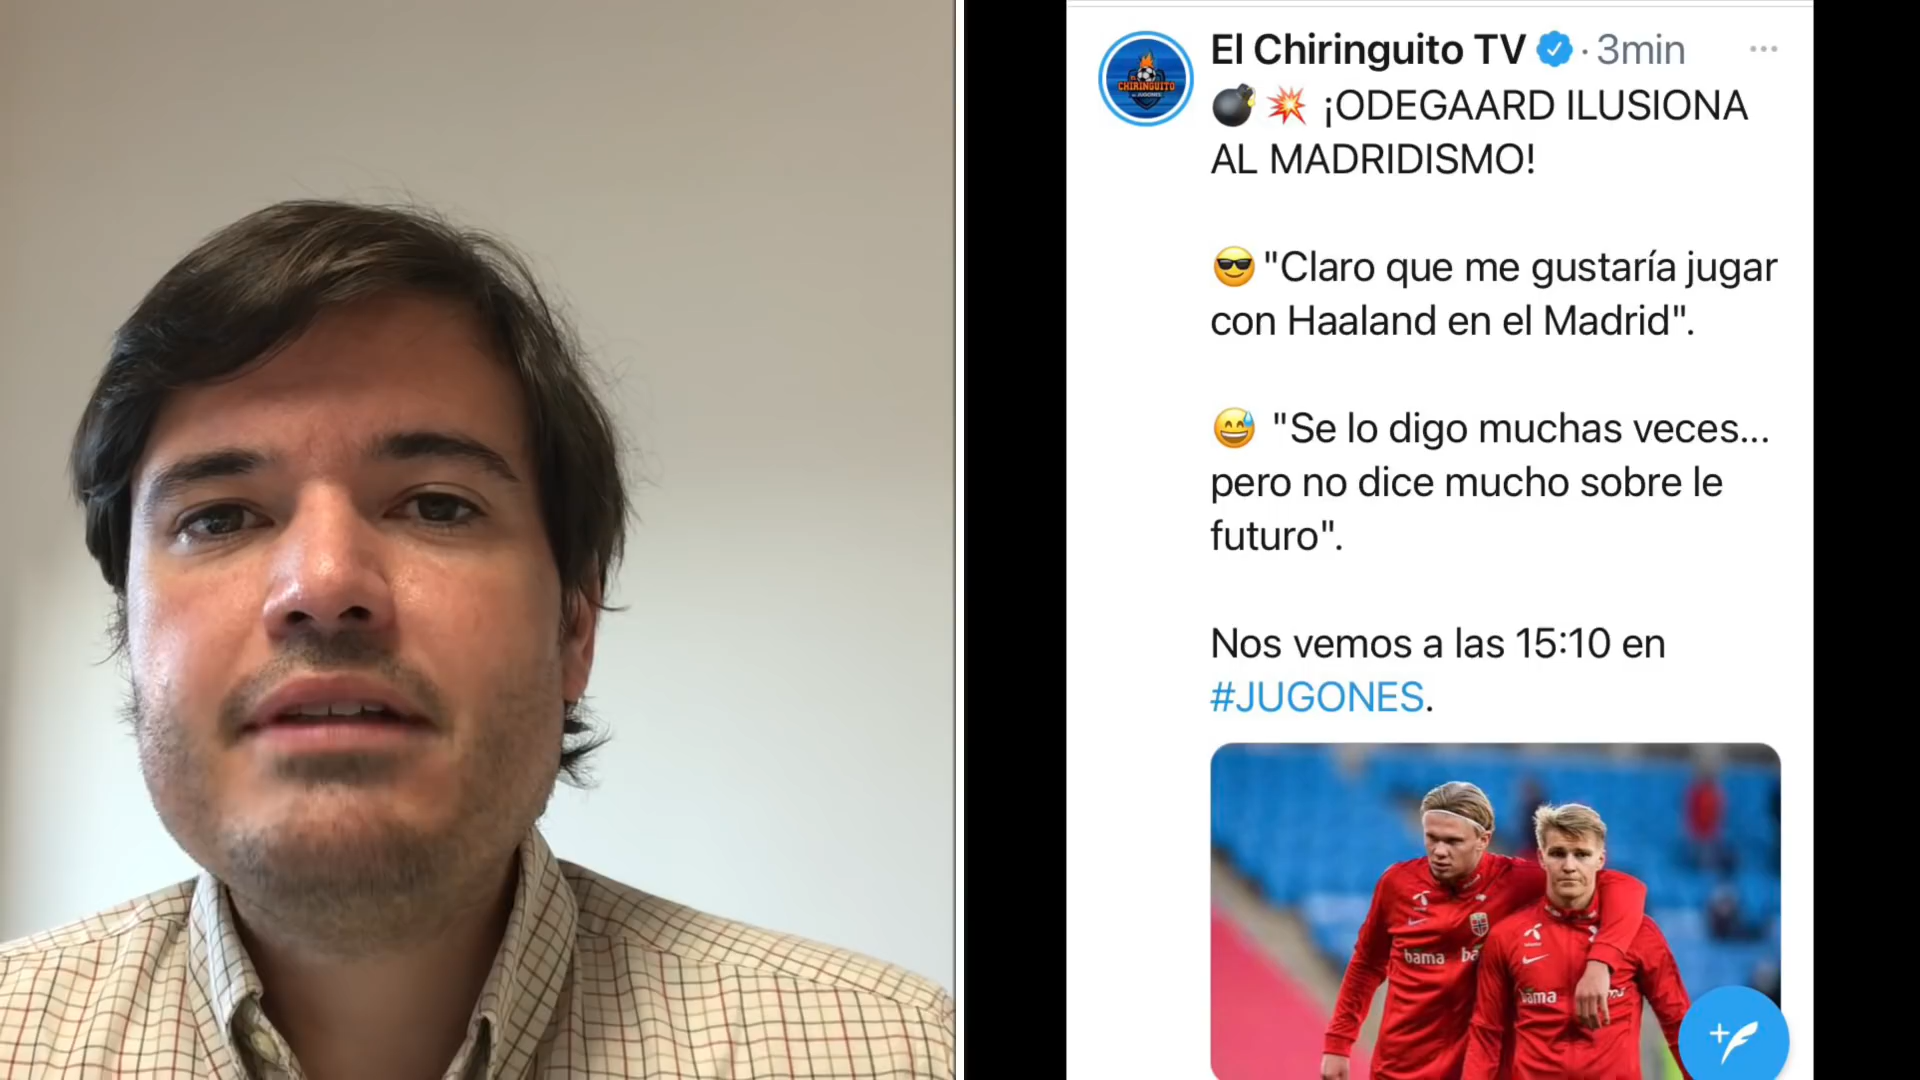 El Chiringuito TV · 3min
CHIRINGUITO
💣 💥 ¡ODEGAARD ILUSIONA
AL MADRIDISMO!
😎 "Claro que me gustaría jugar
con Haaland en el Madrid".
😅 "Se lo digo muchas veces...
pero no dice mucho sobre le
futuro".
Nos vemos a las 15:10 en
#JUGONES.
bama
ba
bama